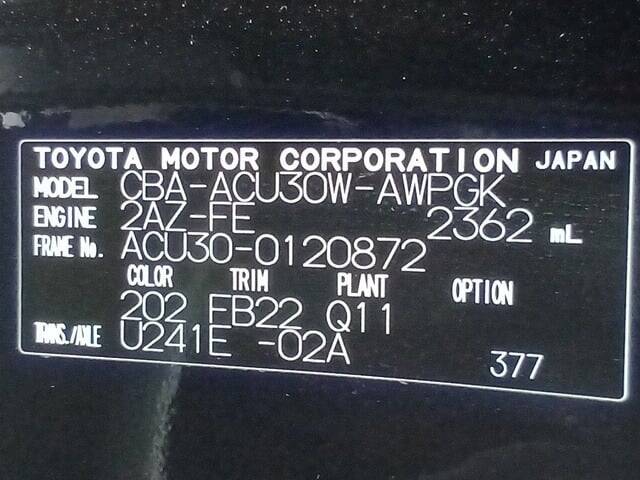 TOYOTA MOTOR CORPORATION JAPAN
MODEL CBA-ACU30W-AWPGK
ENGINE 2AZ-FE 2362 mL
FRAME No. ACU30-0120872
COLOR TRIM PLANT OPTION
202 FB22 Q11
TRANS./AXLE U241E -02A
377